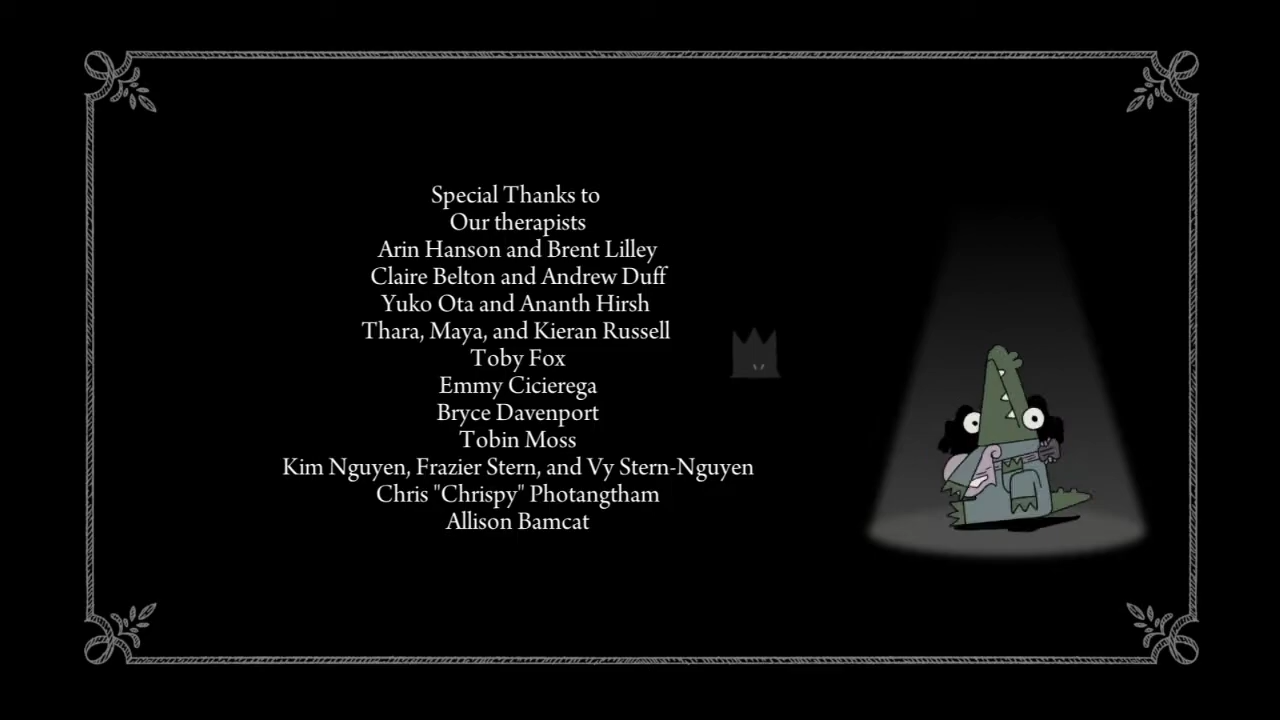 Special Thanks to
Our therapists
Arin Hanson and Brent Lilley
Claire Belton and Andrew Duff
Yuko Ota and Ananth Hirsh
Thara, Maya, and Kieran Russell
Toby Fox
Emmy Cicierega
Bryce Davenport
Tobin Moss
Kim Nguyen, Frazier Stern, and Vy Stern-Nguyen
Chris "Chrispy" Photangtham
Allison Bamcat